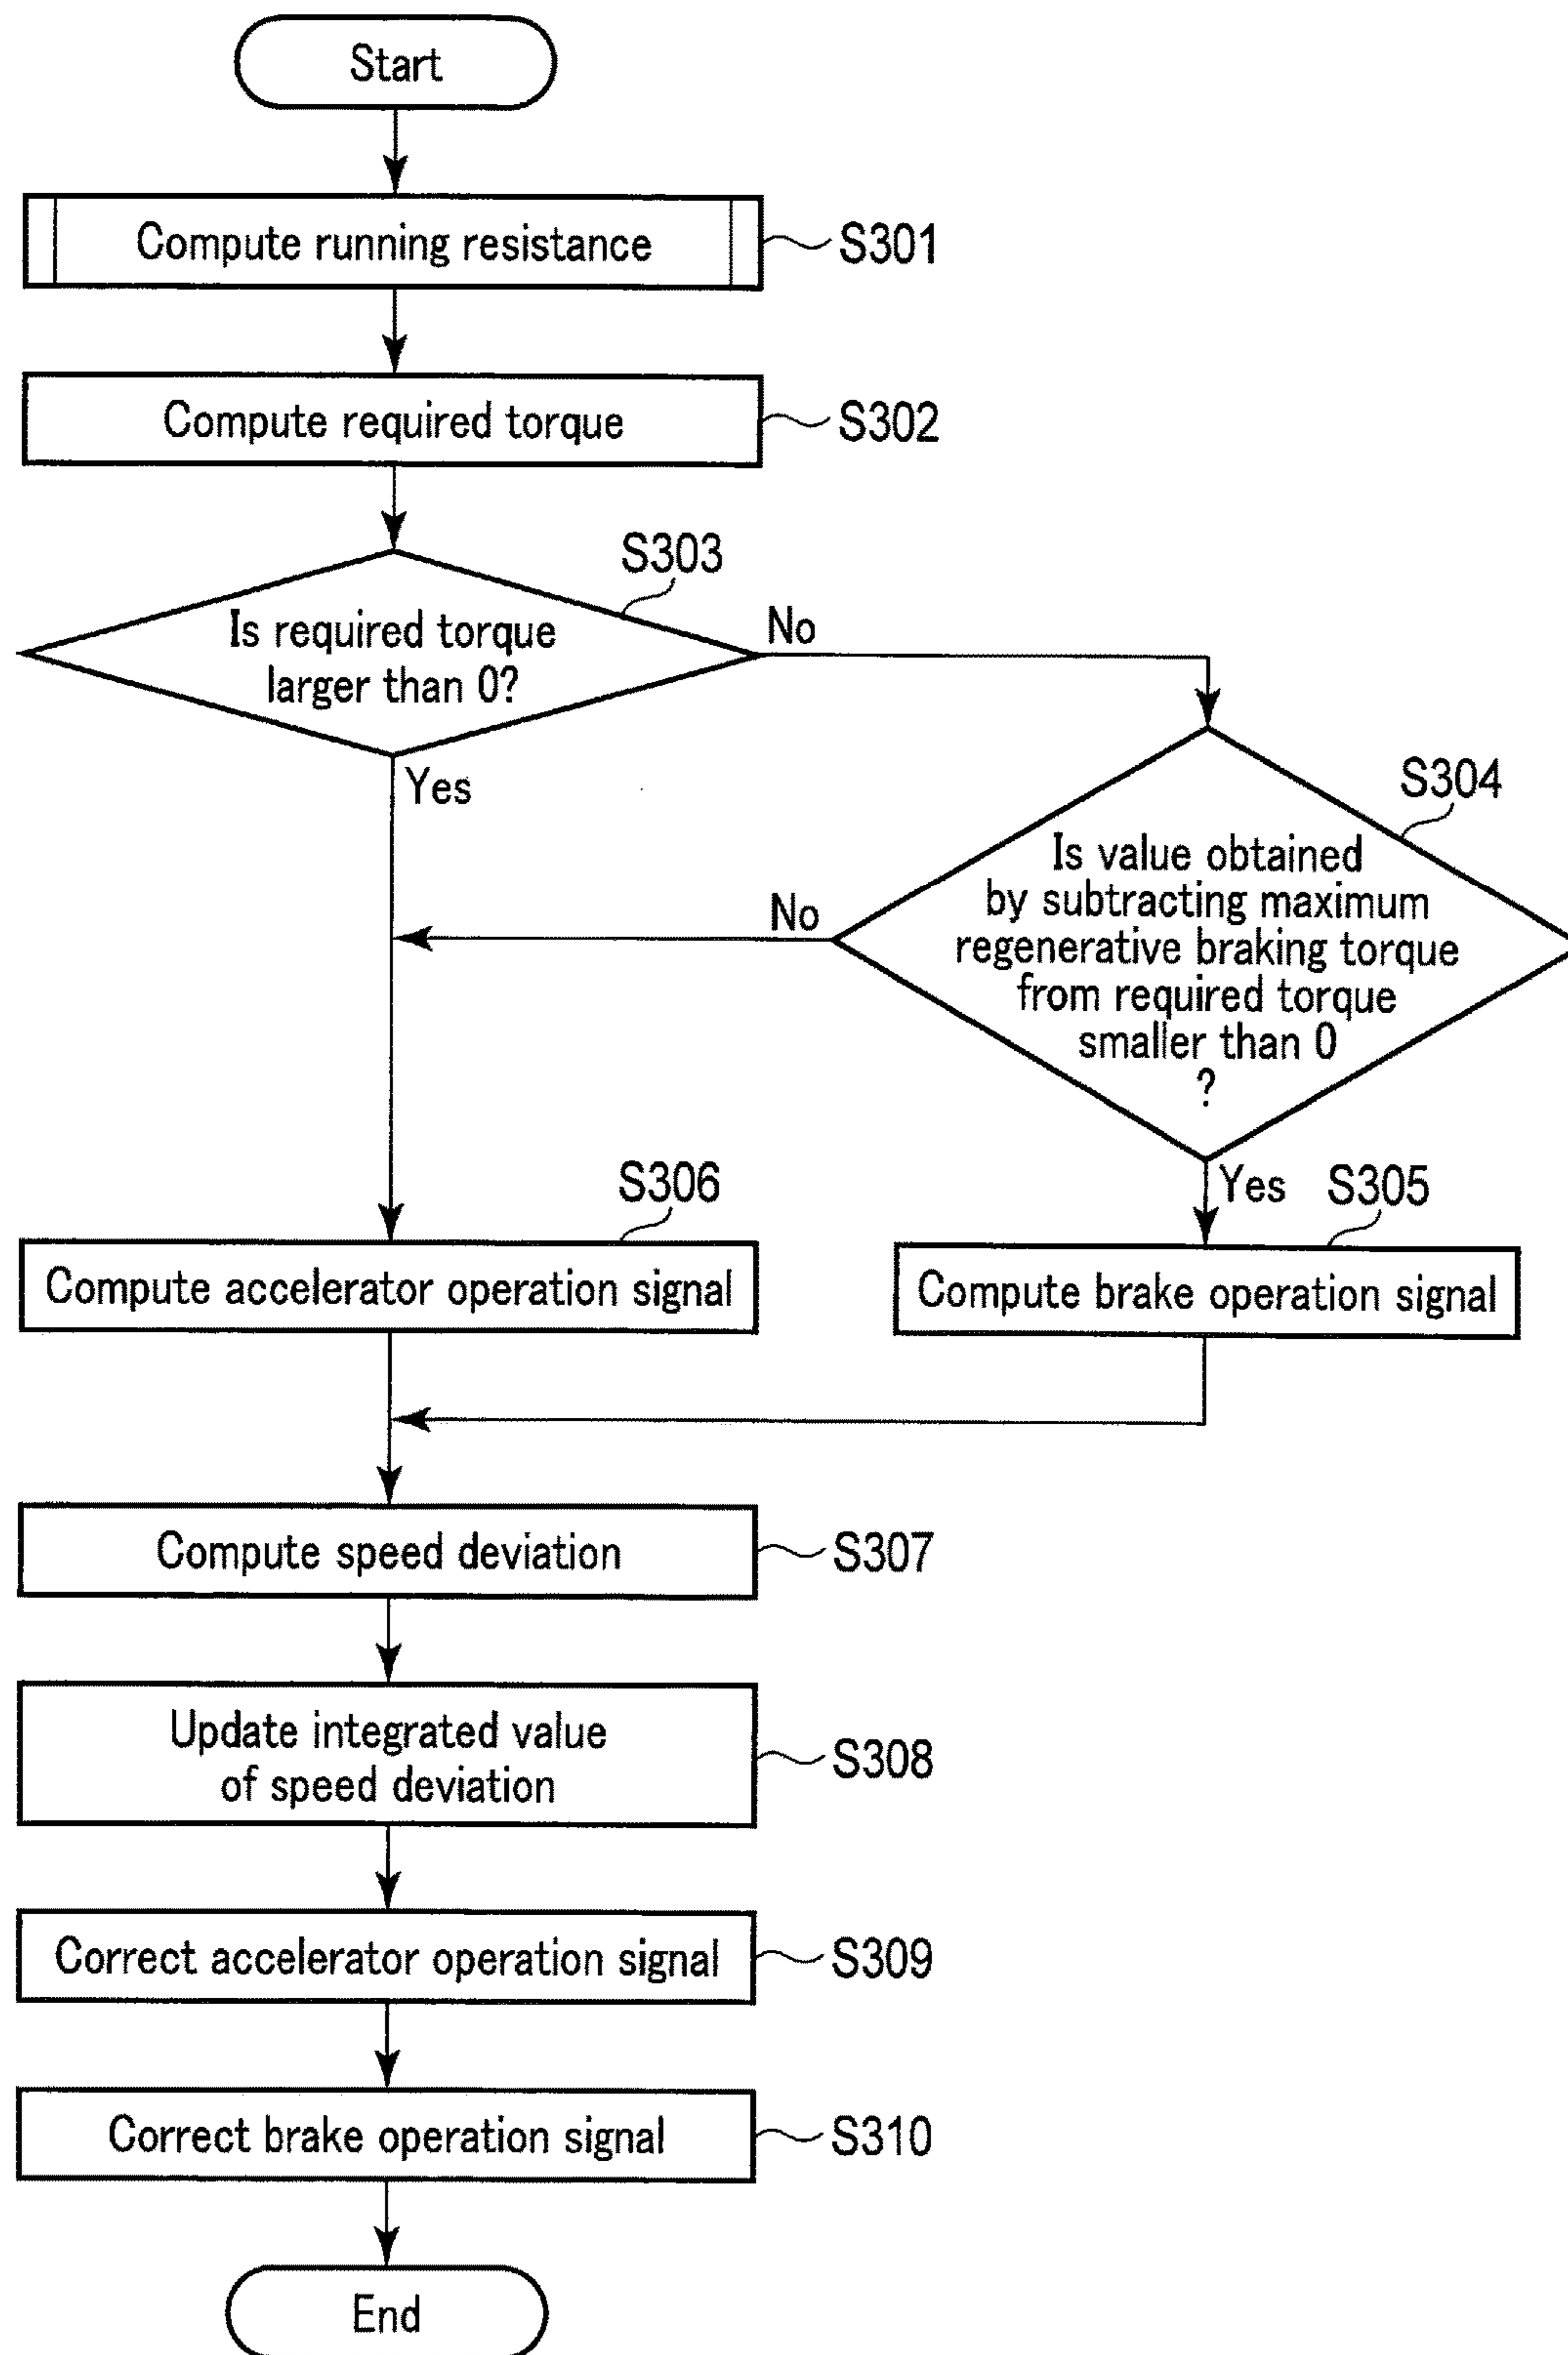 Start
Compute running resistance
S301
Compute required torque
S302
S303
Is required torque
larger than 0?
No
Yes
S304
Is value obtained
by subtracting maximum
regenerative braking torque
from required torque
smaller than 0
?
No
Yes
S306
Compute accelerator operation signal
S305
Compute brake operation signal
Compute speed deviation
S307
Update integrated value
of speed deviation
S308
Correct accelerator operation signal
S309
Correct brake operation signal
S310
End